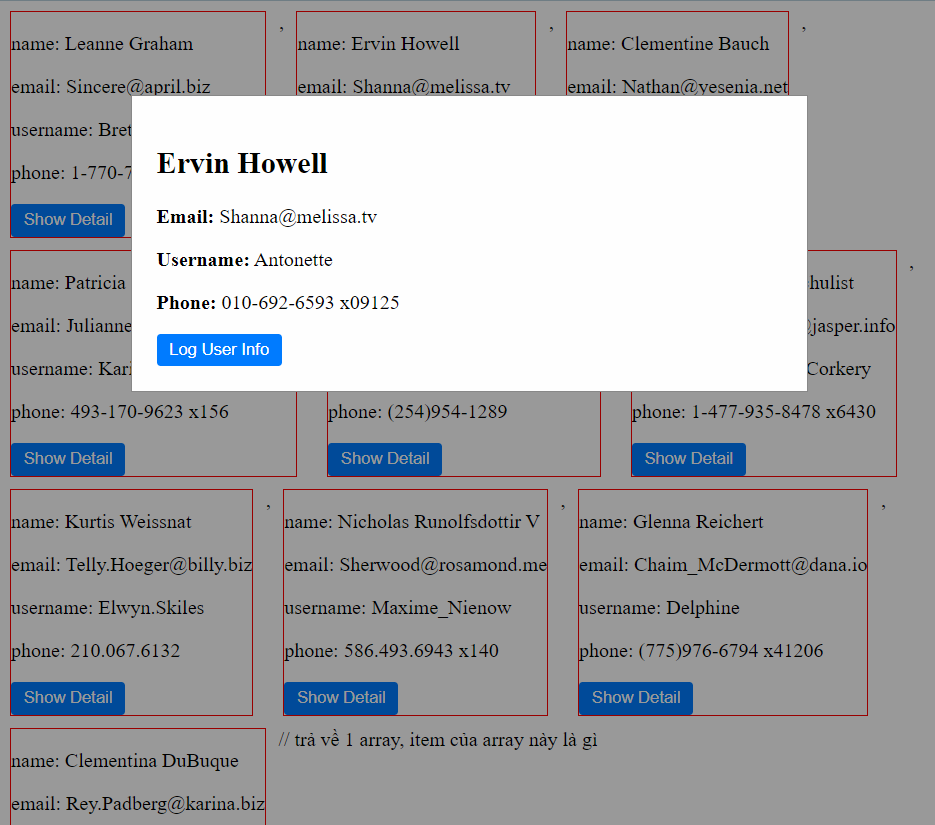 name: Leanne Graham , name: Ervin Howell , name: Clementine Bauch ,
email: Sincere@april.biz email: Shanna@melissa.tv email: Nathan@yesenia.net
username: Bret
phone: 1-770-7
Show Detail
Ervin Howell
Email: Shanna@melissa.tv
Username: Antonette
Phone: 010-692-6593 x09125
Log User Info
name: Patricia hulist ,
email: Julianne @jasper.info
username: Kari Corkery
phone: 493-170-9623 x156 phone: (254)954-1289 phone: 1-477-935-8478 x6430
Show Detail Show Detail Show Detail
name: Kurtis Weissnat , name: Nicholas Runolfsdottir V , name: Glenna Reichert ,
email: Telly.Hoeger@billy.biz email: Sherwood@rosamond.me email: Chaim_McDermott@dana.io
username: Elwyn.Skiles username: Maxime_Nienow username: Delphine
phone: 210.067.6132 phone: 586.493.6943 x140 phone: (775)976-6794 x41206
Show Detail Show Detail Show Detail
name: Clementina DuBuque // trả về 1 array, item của array này là gì
email: Rey.Padberg@karina.biz